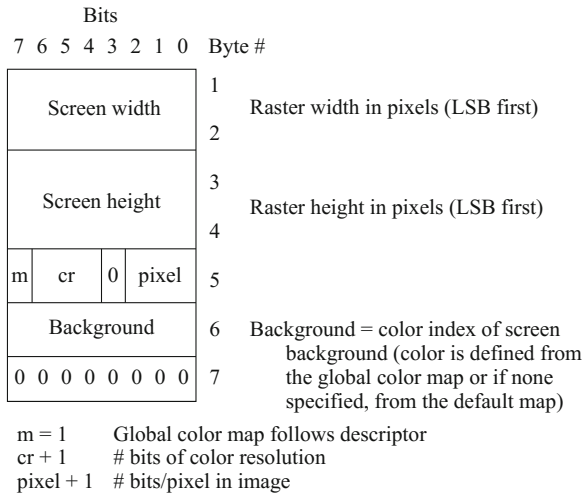 Bits
7 6 5 4 3 2 1 0 Byte #
Screen width
1
2
Raster width in pixels (LSB first)
Screen height
3
4
Raster height in pixels (LSB first)
m cr 0 pixel 5
Background 6 Background = color index of screen
background (color is defined from
0 0 0 0 0 0 0 0 7 the global color map or if none
specified, from the default map)
m = 1 Global color map follows descriptor
cr + 1 # bits of color resolution
pixel + 1 # bits/pixel in image